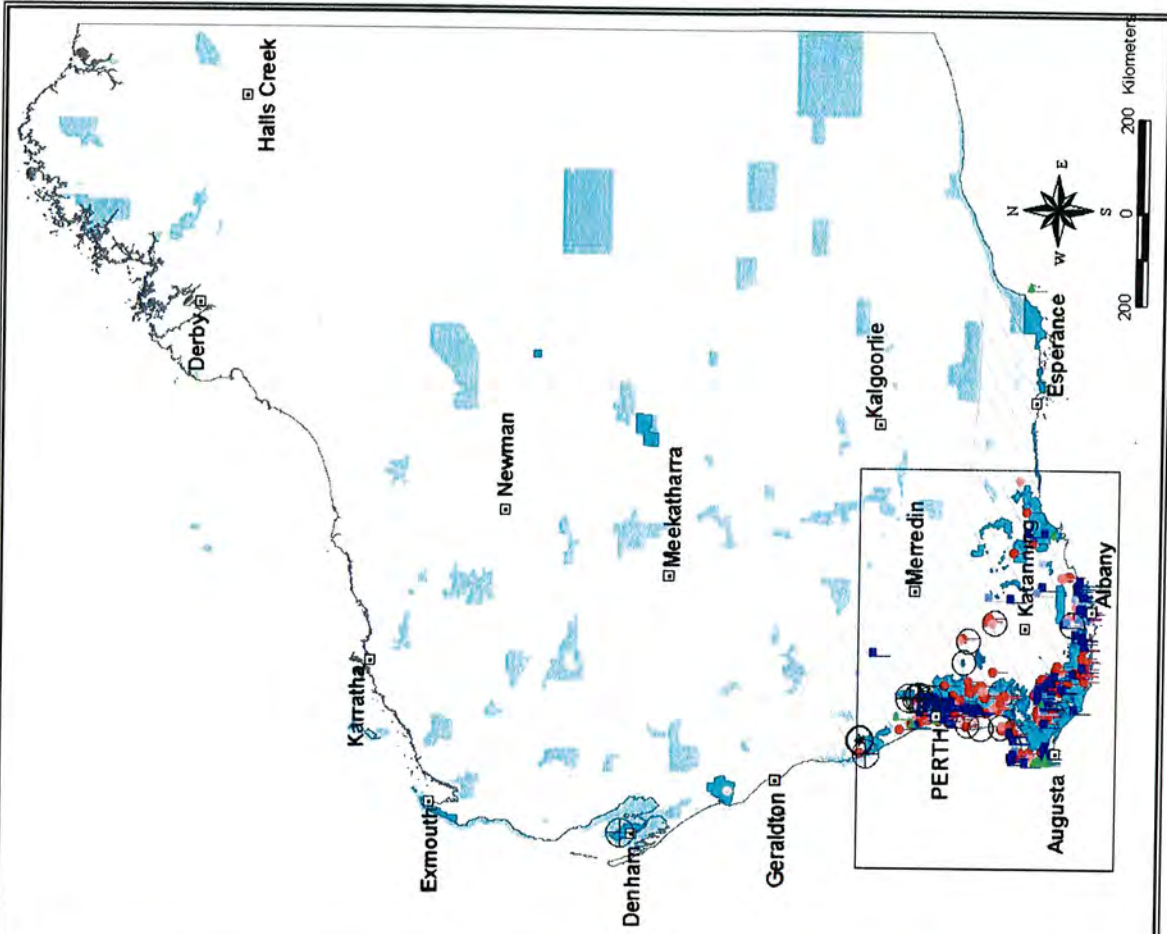 Halls Creek
Derby
Karratha
Newman
Exmouth
Meekatharra
Denham
Geraldton
Kalgoorlie
Merredin
PERTH
Katanning
Esperance
Augusta
Albany
N
W
E
S
200 0 200 Kilometers